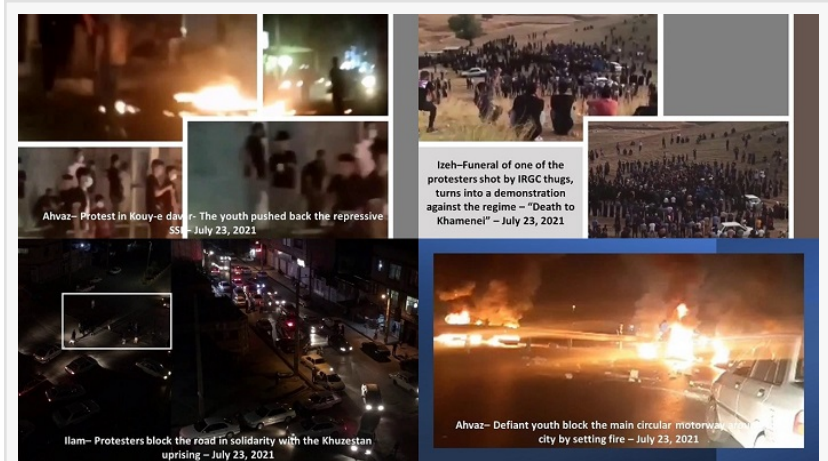 Ahvaz– Protest in Kouy-e davar- The youth pushed back the repressive
SSF– July 23, 2021
Izeh–Funeral of one of the
protesters shot by IRGC thugs,
turns into a demonstration
against the regime – “Death to
Khamenei” – July 23, 2021
Ilam– Protesters block the road in solidarity with the Khuzestan
uprising – July 23, 2021
Ahvaz– Defiant youth block the main circular motorway around
city by setting fire – July 23, 2021